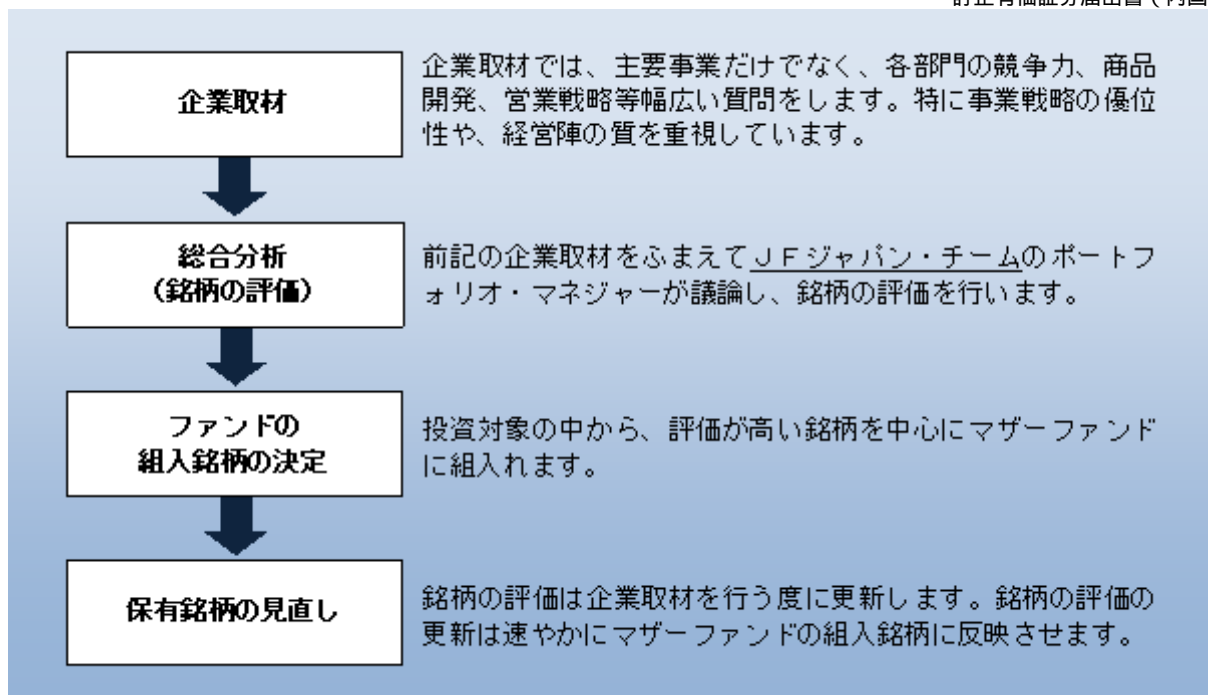 企業取材
企業取材では、主要事業だけでなく、各部門の競争力、商品
開発、営業戦略等幅広い質問をします。特に事業戦略の優位
性や、経営陣の質を重視しています。
総合分析
(銘柄の評価)
前記の企業取材をふまえてJFジャパン・チームのポートフ
ォリオ・マネジャーが議論し、銘柄の評価を行います。
ファンドの
組入銘柄の決定
投資対象の中から、評価が高い銘柄を中心にマザーファンド
に組入れます。
保有銘柄の見直し
銘柄の評価は企業取材を行う度に更新します。銘柄の評価の
更新は速やかにマザーファンドの組入銘柄に反映させます。